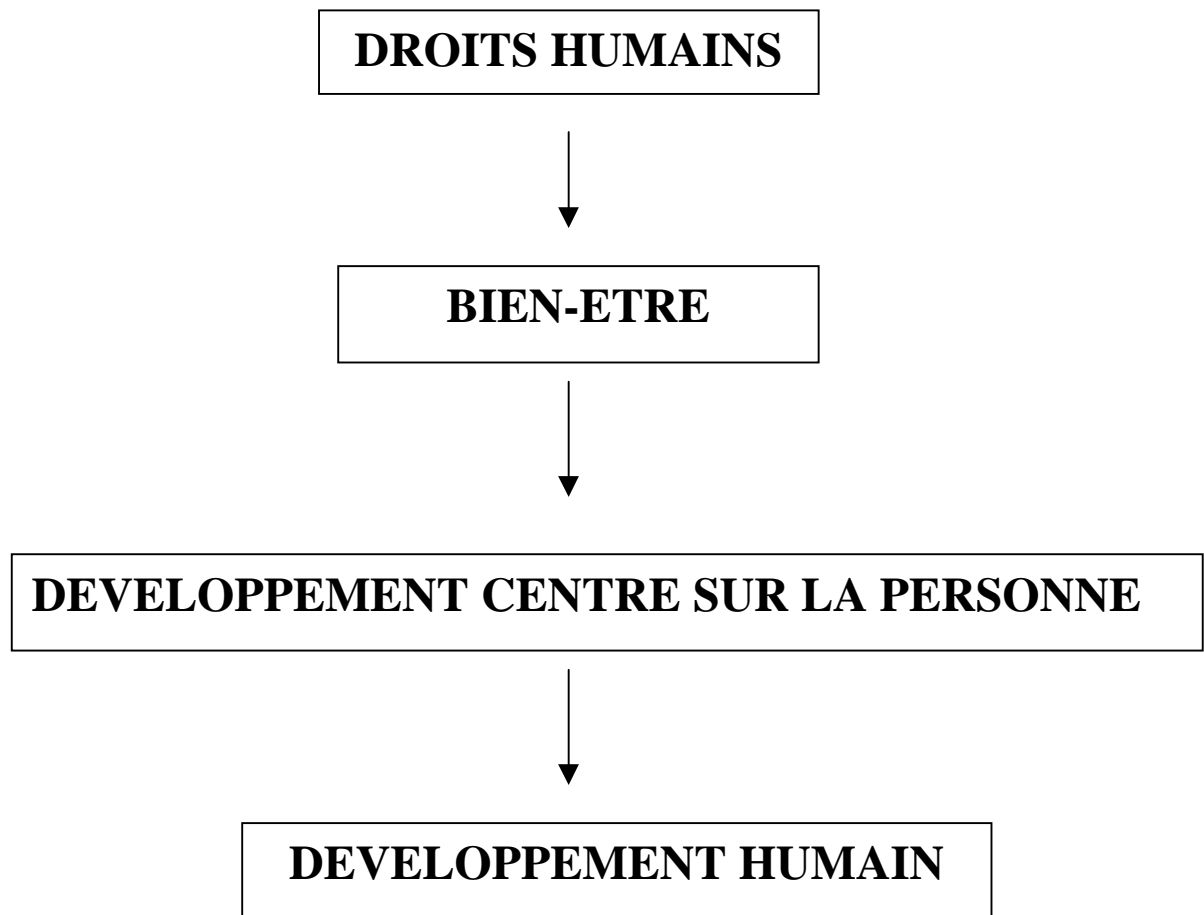 DROITS HUMAINS
BIEN-ETRE
DEVELOPPEMENT CENTRE SUR LA PERSONNE
DEVELOPPEMENT HUMAIN